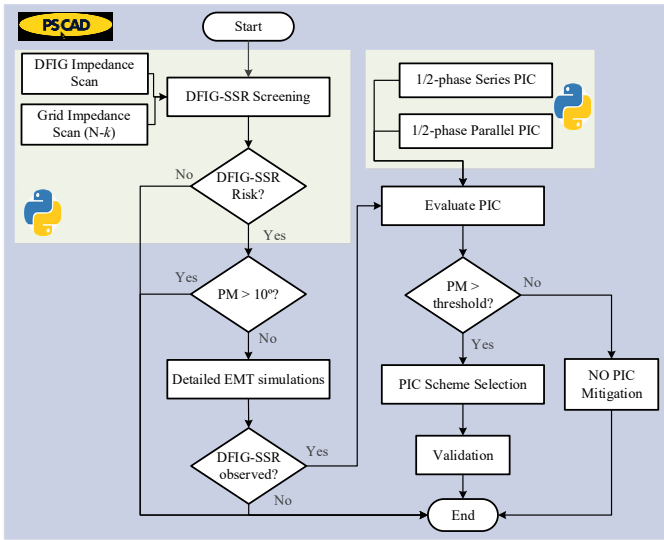 PSCAD
Start
DFIG Impedance
Scan
Grid Impedance
Scan (N-k)
DFIG-SSR Screening
1/2-phase Series PIC
1/2-phase Parallel PIC
No
DFIG-SSR
Risk?
Yes
Evaluate PIC
Yes
PM > 10º?
No
PM >
threshold?
No
Yes
Detailed EMT simulations
PIC Scheme Selection
NO PIC
Mitigation
DFIG-SSR
observed?
Yes
No
Validation
End